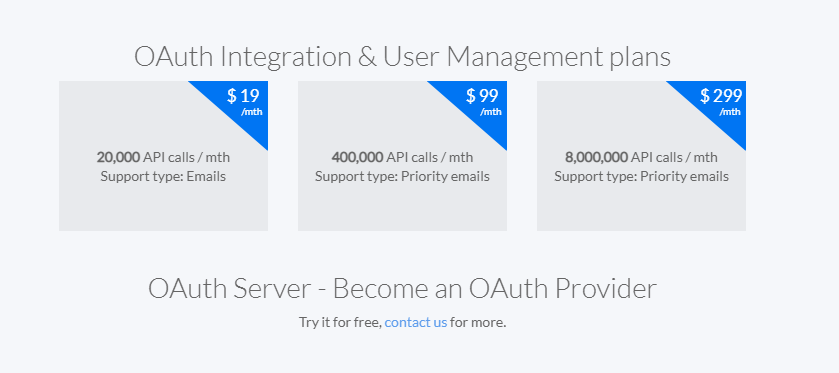 OAuth Integration & User Management plans
$ 19
/mth
20,000 API calls / mth
Support type: Emails
$ 99
/mth
400,000 API calls / mth
Support type: Priority emails
$ 299
/mth
8,000,000 API calls / mth
Support type: Priority emails
OAuth Server - Become an OAuth Provider
Try it for free, contact us for more.